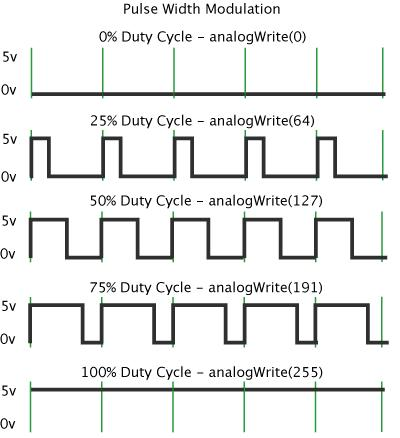 Pulse Width Modulation
0% Duty Cycle – analogWrite(0)
5v
0v
25% Duty Cycle – analogWrite(64)
5v
0v
50% Duty Cycle – analogWrite(127)
5v
0v
75% Duty Cycle – analogWrite(191)
5v
0v
100% Duty Cycle – analogWrite(255)
5v
0v